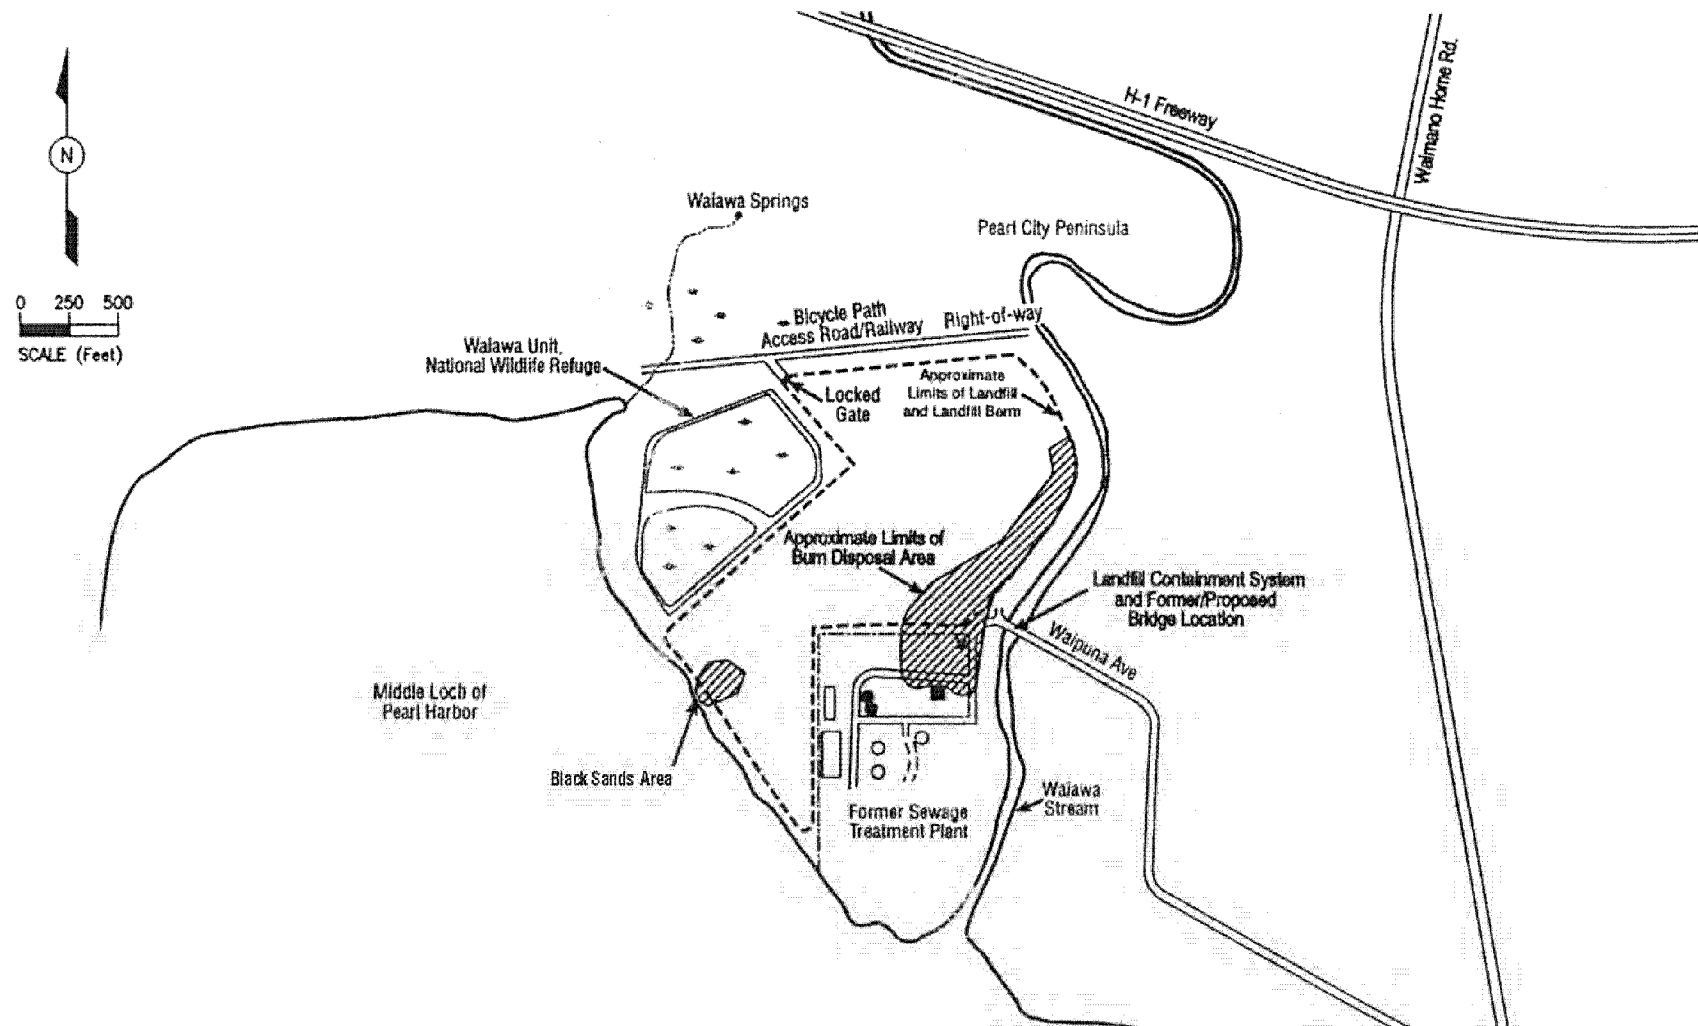 H-1 Freeway
Waimano Home Rd.
N
Waiawa Springs
Pearl City Peninsula
0 250 500
SCALE (Feet)
Bicycle Path
Access Road/Railway
Right-of-way
Waiawa Unit,
National Wildlife Refuge
Approximate
Limits of Landfill
and Landfill Berm
Locked
Gate
Approximate Limits of
Burn Disposal Area
Landfill Containment System
and Former/Proposed
Bridge Location
Waipuna Ave
Middle Loch of
Pearl Harbor
Black Sands Area
Waiawa
Stream
Former Sewage
Treatment Plant